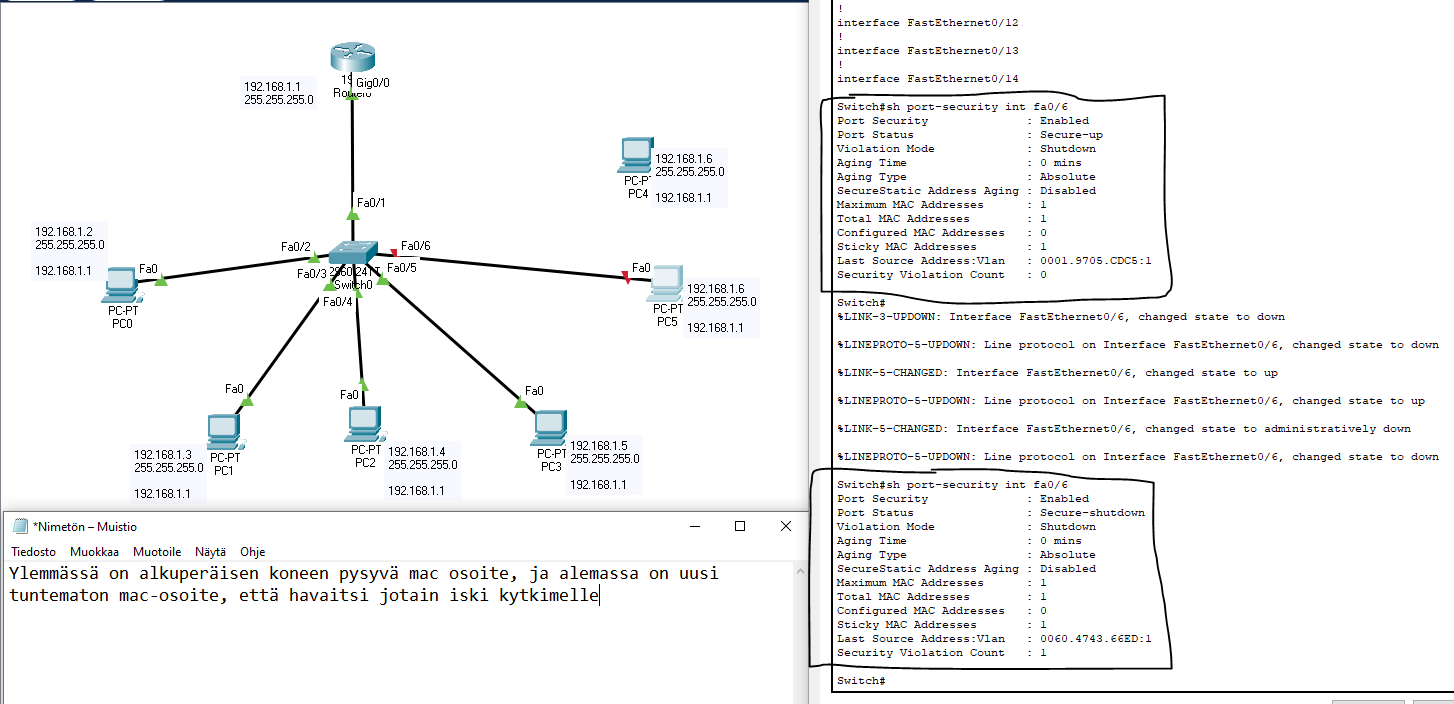 192.168.1.1
255.255.255.0
Gig0/0
Fa0/1
192.168.1.6
255.255.255.0
192.168.1.1
PC-PT
PC4
192.168.1.2
255.255.255.0
192.168.1.1
Fa0
PC-PT
PC0
Fa0/2
Fa0/3
Fa0/4
Fa0/5
Fa0/6
Switch0
Fa0
PC-PT
PC5
192.168.1.6
255.255.255.0
192.168.1.1
Fa0
PC-PT
PC1
192.168.1.3
255.255.255.0
192.168.1.1
Fa0
PC-PT
PC2
192.168.1.4
255.255.255.0
192.168.1.1
Fa0
PC-PT
PC3
192.168.1.5
255.255.255.0
192.168.1.1
*Nimetön – Muistio
Tiedosto Muokkaa Muotoile Näytä Ohje
Ylemmässä on alkuperäisen koneen pysyvä mac osoite, ja alemassa on uusi
tuntematon mac-osoite, että havaitsi jotain iski kytkimelle
!
interface FastEthernet0/12
!
interface FastEthernet0/13
!
interface FastEthernet0/14
Switch#sh port-security int fa0/6
Port Security : Enabled
Port Status : Secure-up
Violation Mode : Shutdown
Aging Time : 0 mins
Aging Type : Absolute
SecureStatic Address Aging : Disabled
Maximum MAC Addresses : 1
Total MAC Addresses : 1
Configured MAC Addresses : 0
Sticky MAC Addresses : 1
Last Source Address:Vlan : 0001.9705.CDC5:1
Security Violation Count : 0
Switch#
%LINK-3-UPDOWN: Interface FastEthernet0/6, changed state to down
%LINEPROTO-5-UPDOWN: Line protocol on Interface FastEthernet0/6, changed state to down
%LINK-5-CHANGED: Interface FastEthernet0/6, changed state to up
%LINEPROTO-5-UPDOWN: Line protocol on Interface FastEthernet0/6, changed state to up
%LINK-5-CHANGED: Interface FastEthernet0/6, changed state to administratively down
%LINEPROTO-5-UPDOWN: Line protocol on Interface FastEthernet0/6, changed state to down
Switch#sh port-security int fa0/6
Port Security : Enabled
Port Status : Secure-shutdown
Violation Mode : Shutdown
Aging Time : 0 mins
Aging Type : Absolute
SecureStatic Address Aging : Disabled
Maximum MAC Addresses : 1
Total MAC Addresses : 1
Configured MAC Addresses : 0
Sticky MAC Addresses : 1
Last Source Address:Vlan : 0060.4743.66ED:1
Security Violation Count : 1
Switch#